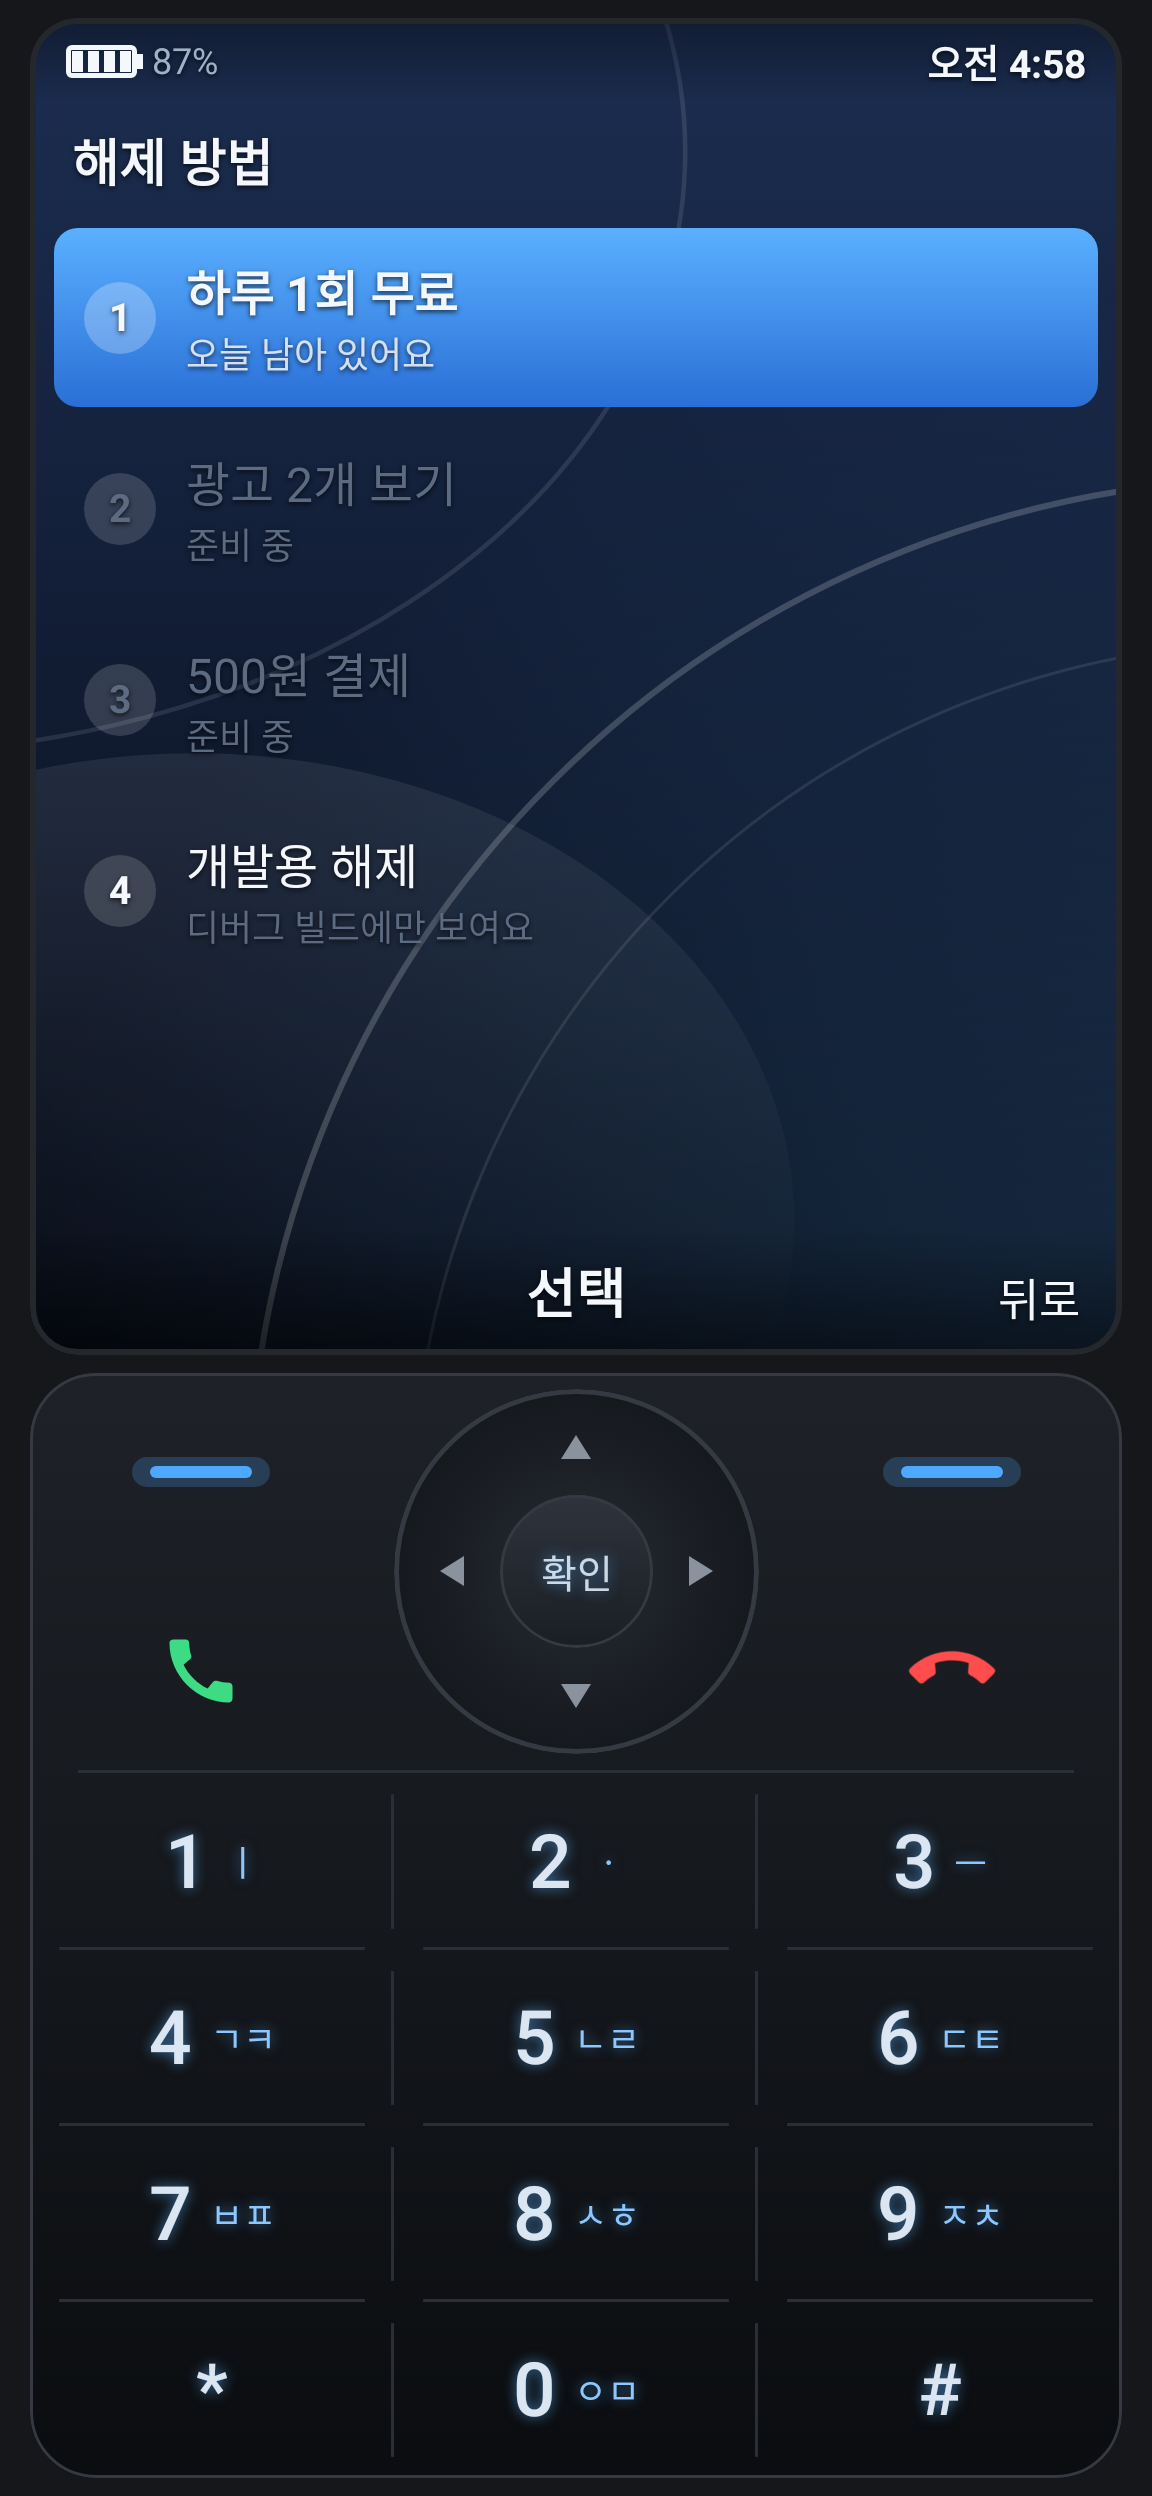 87%
오전 4:58
해제 방법
1
하루 1회 무료
오늘 남아 있어요
2
광고 2개 보기
준비 중
3
500원 결제
준비 중
4
개발용 해제
디버그 빌드에만 보여요
선택
뒤로
확인
1 ㅣ
2 ·
3 ㅡ
4 ㄱㅋ
5 ㄴㄹ
6 ㄷㅌ
7 ㅂㅍ
8 ㅅㅎ
9 ㅈㅊ
*
0 ㅇㅁ
#